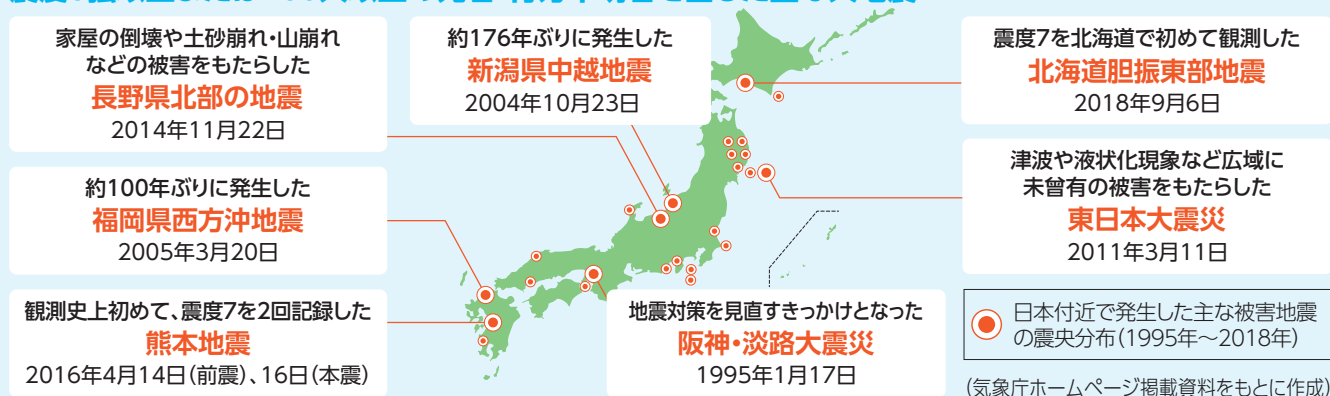 家屋の倒壊や土砂崩れ・山崩れ
などの被害をもたらした
長野県北部の地震
2014年11月22日
約176年ぶりに発生した
新潟県中越地震
2004年10月23日
震度7を北海道で初めて観測した
北海道胆振東部地震
2018年9月6日
約100年ぶりに発生した
福岡県西方沖地震
2005年3月20日
津波や液状化現象など広域に
未曾有の被害をもたらした
東日本大震災
2011年3月11日
観測史上初めて、震度7を2回記録した
熊本地震
2016年4月14日(前震)、16日(本震)
地震対策を見直すきっかけとなった
阪神・淡路大震災
1995年1月17日
日本付近で発生した主な被害地震
の震央分布(1995年〜2018年)
(気象庁ホームページ掲載資料をもとに作成)